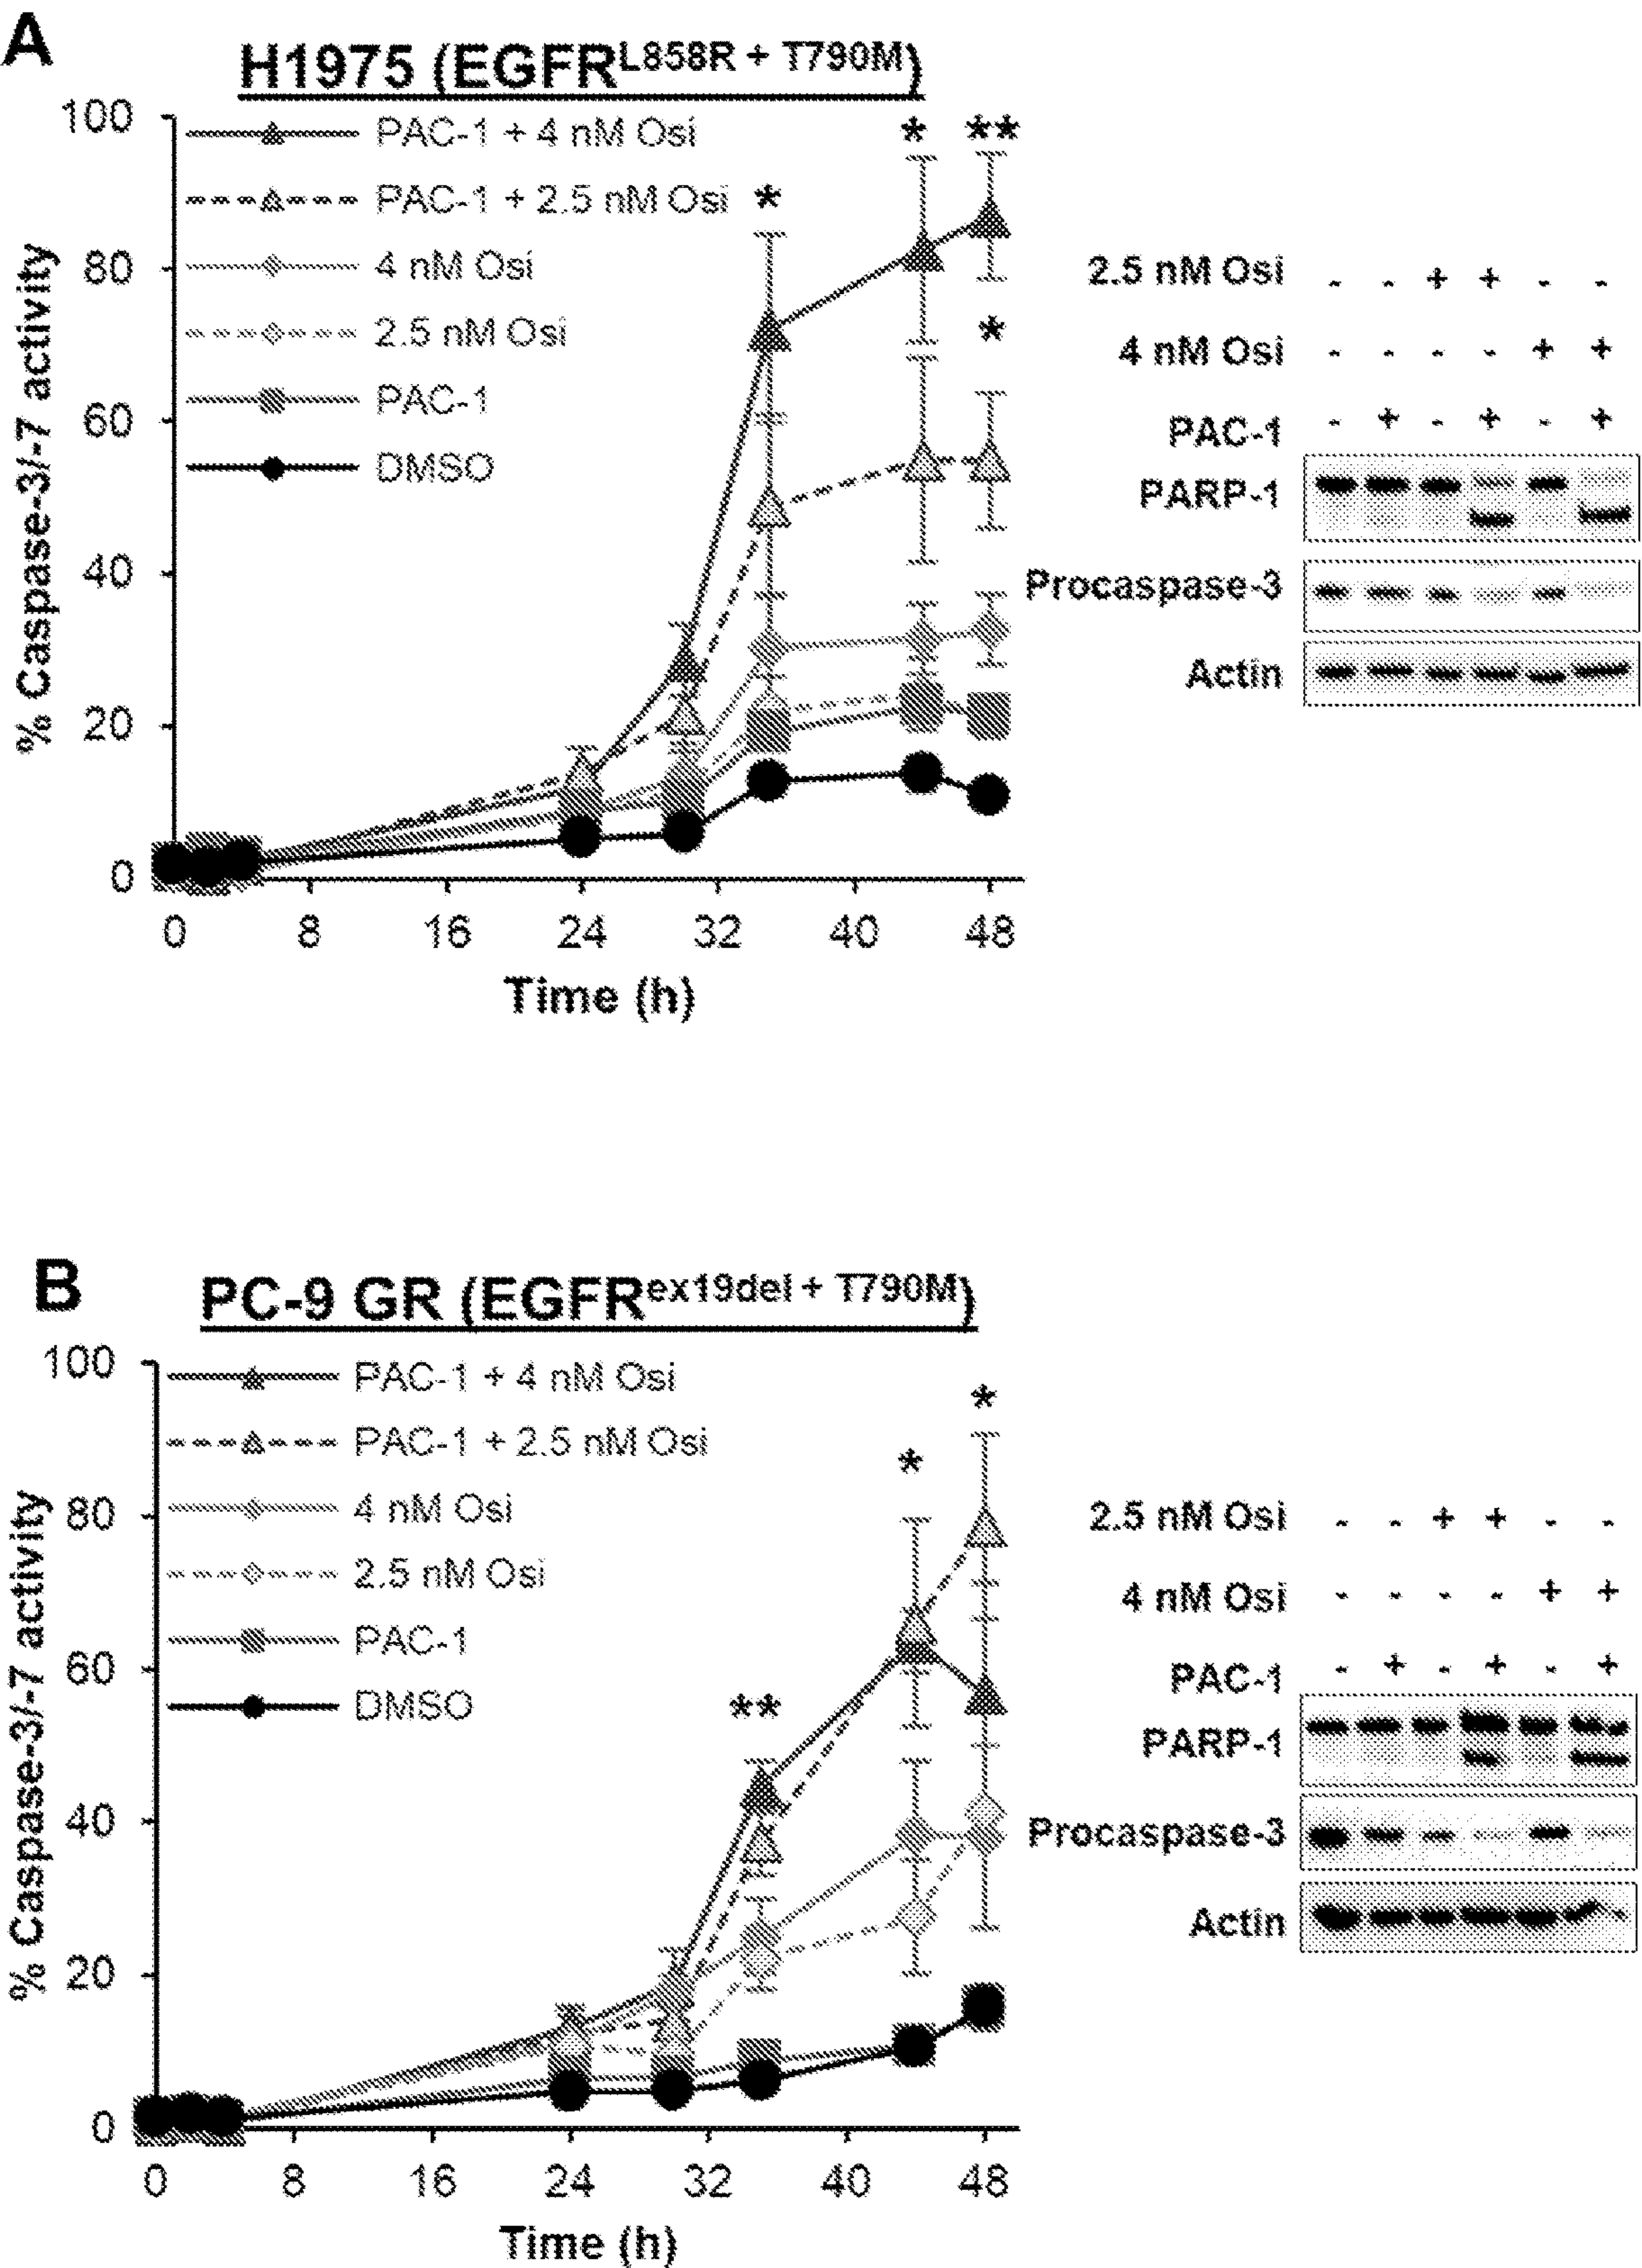 A
H1975 (EGFRL858R + T790M)
100
80
60
40
20
0
% Caspase-3/-7 activity
PAC-1 + 4 nM Osi
PAC-1 + 2.5 nM Osi
4 nM Osi
2.5 nM Osi
PAC-1
DMSO
*
*
**
*
0 8 16 24 32 40 48
Time (h)
2.5 nM Osi - - + + - -
4 nM Osi - - - - + +
PAC-1 - + - + - +
PARP-1
Procaspase-3
Actin
B
PC-9 GR (EGFRex19del + T790M)
100
80
60
40
20
0
% Caspase-3/-7 activity
PAC-1 + 4 nM Osi
PAC-1 + 2.5 nM Osi
4 nM Osi
2.5 nM Osi
PAC-1
DMSO
**
*
*
0 8 16 24 32 40 48
Time (h)
2.5 nM Osi - - + + - -
4 nM Osi - - - - + +
PAC-1 - + - + - +
PARP-1
Procaspase-3
Actin